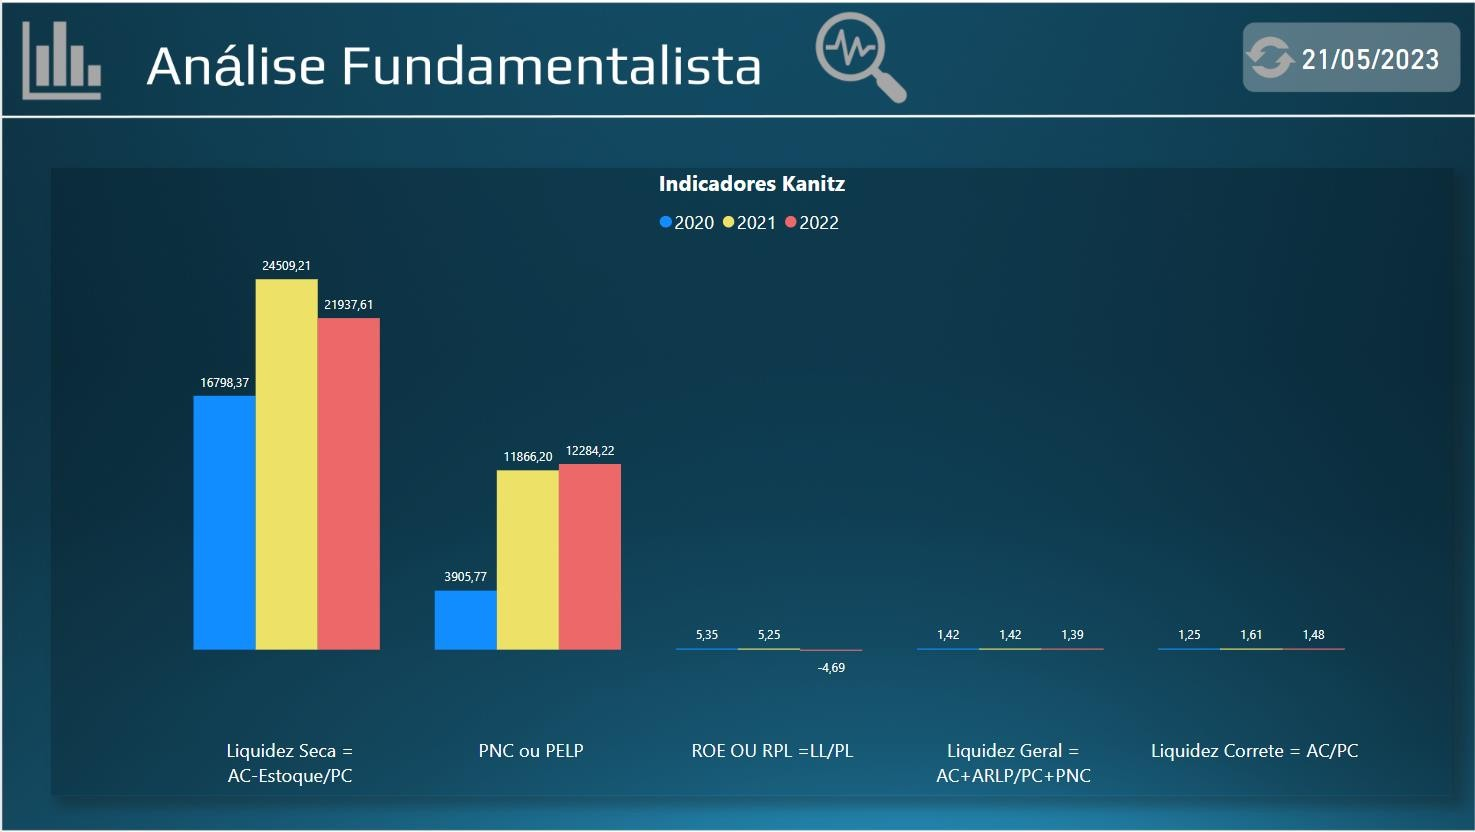 Análise Fundamentalista
21/05/2023
Indicadores Kanitz
2020 2021 2022
24509,21
21937,61
16798,37
12284,22
11866,20
3905,77
5,35 5,25 1,42 1,42 1,39 1,25 1,61 1,48
-4,69
Liquidez Seca = PNC ou PELP ROE OU RPL =LL/PL Liquidez Geral = Liquidez Correte = AC/PC
AC-Estoque/PC AC+ARLP/PC+PNC